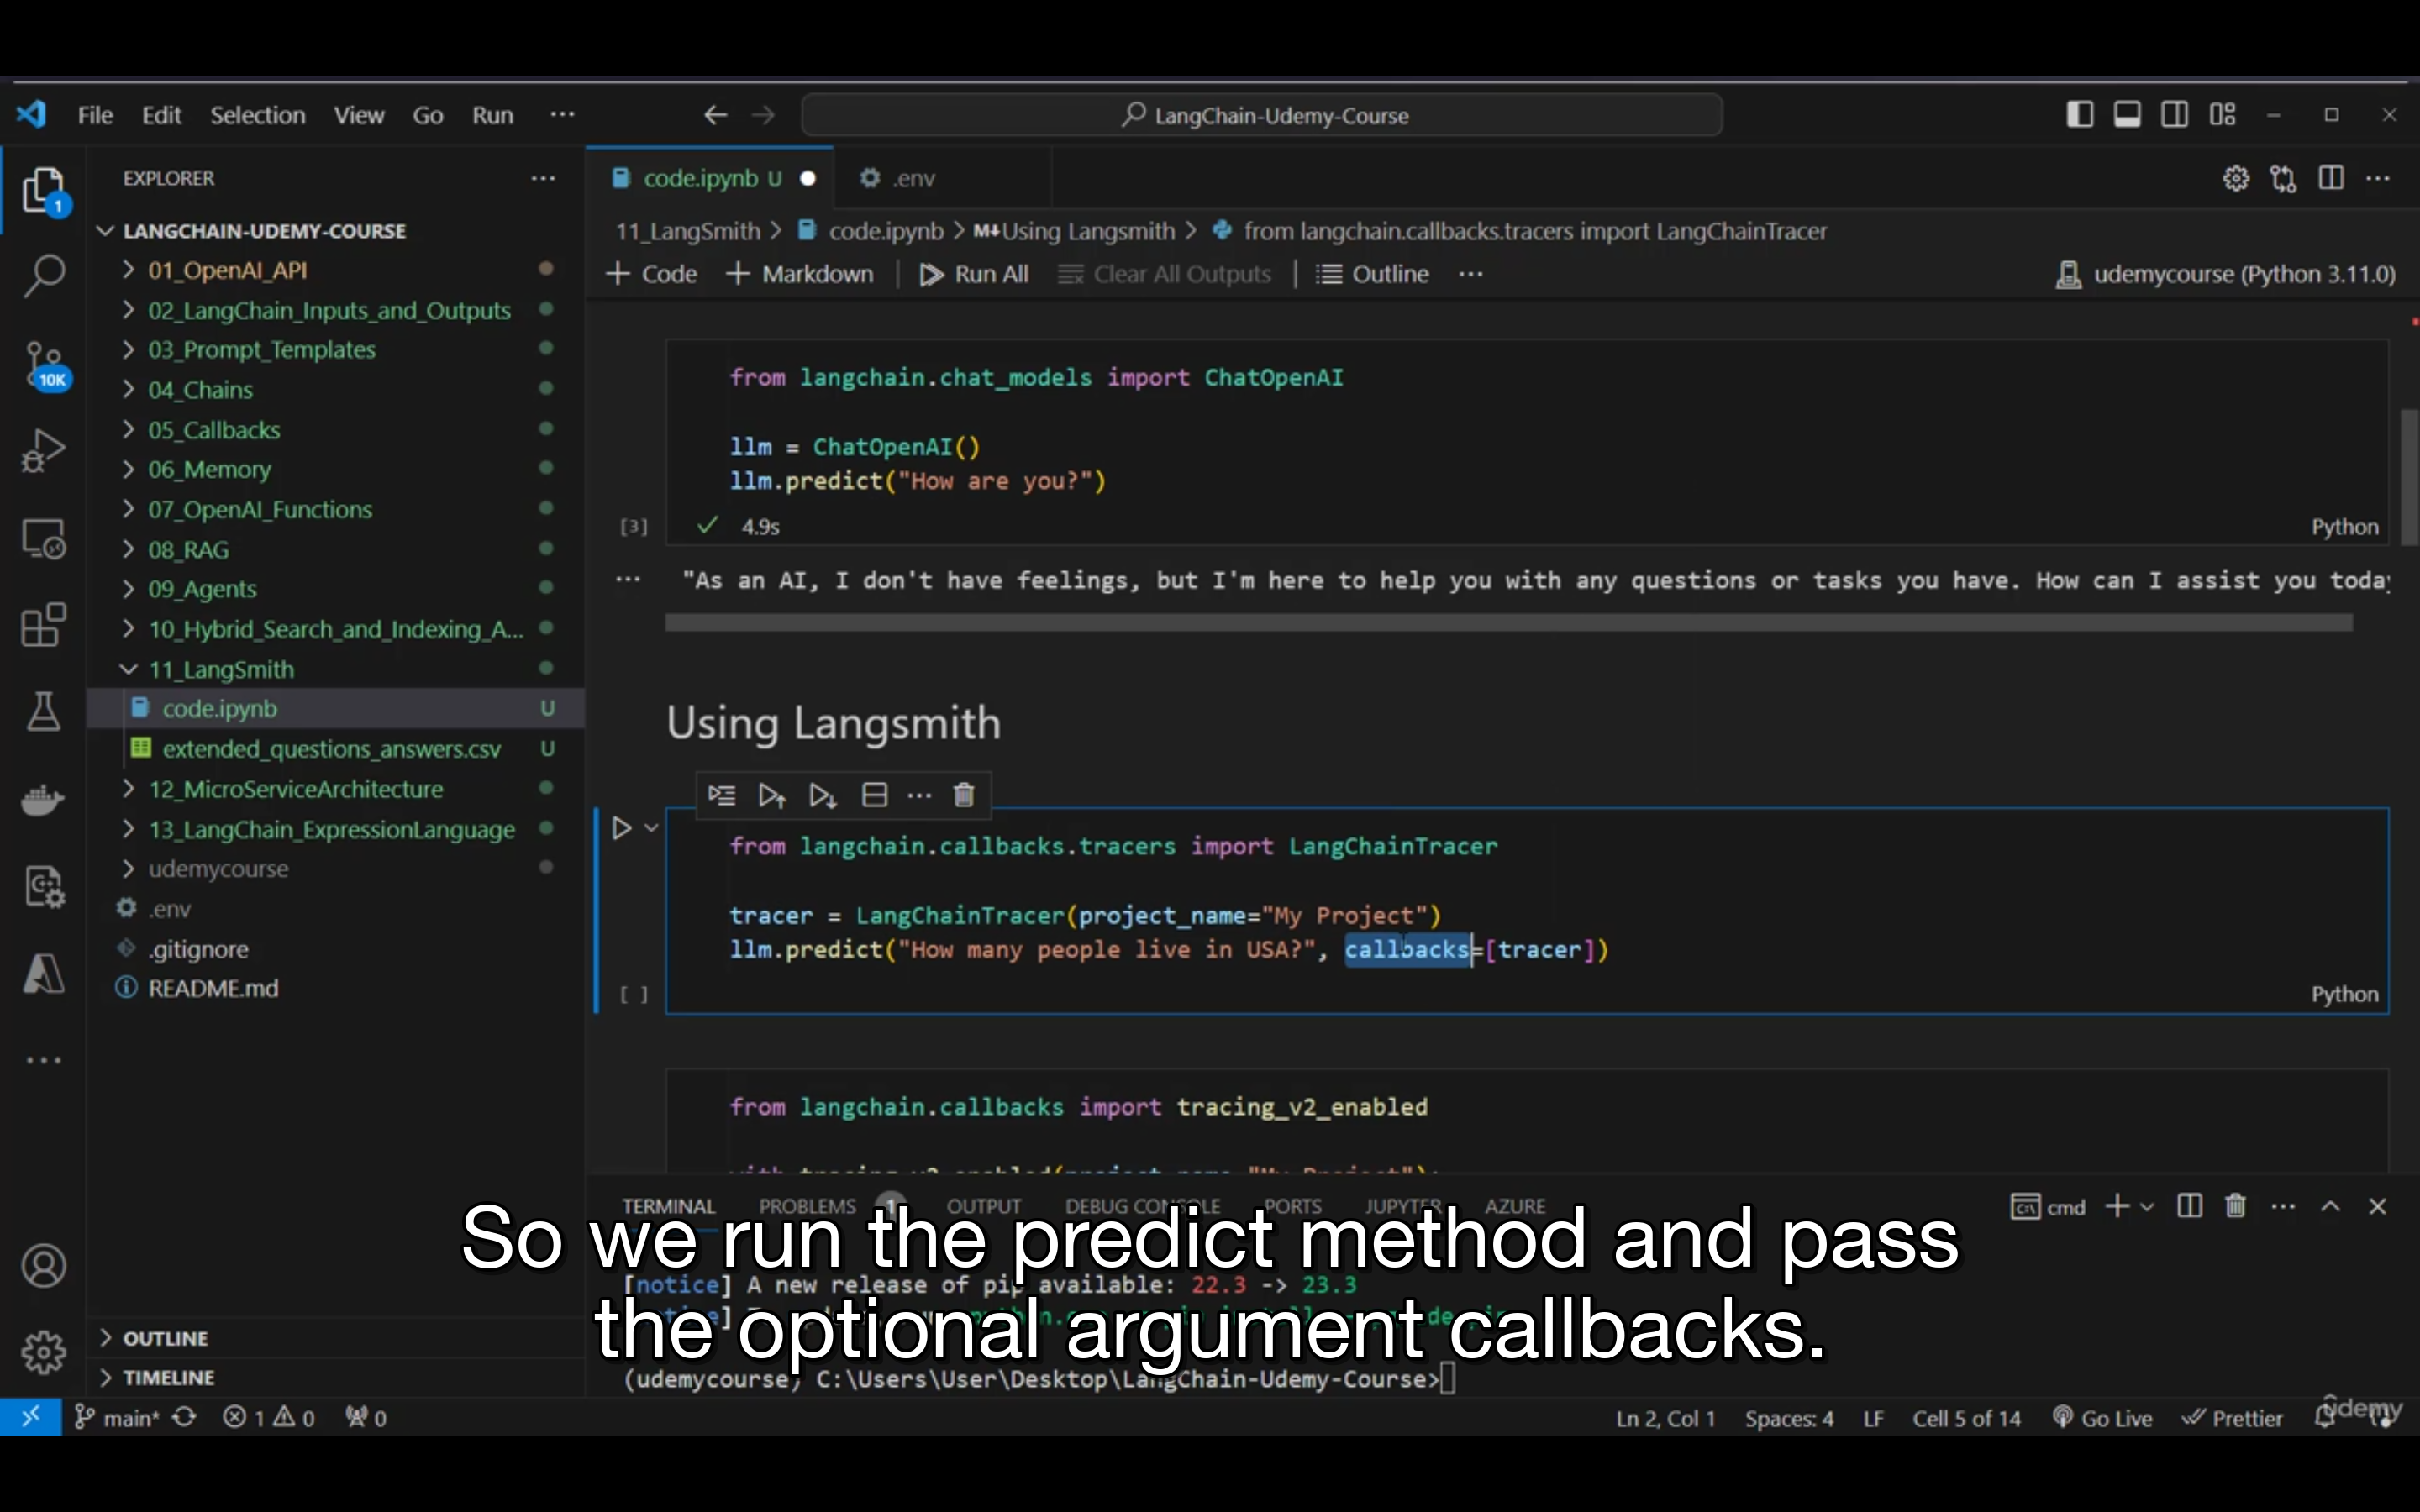 File Edit Selection View Go Run ...
LangChain-Udemy-Course
EXPLORER
code.ipynb U
.env
LANGCHAIN-UDEMY-COURSE
01_OpenAI_API
02_LangChain_Inputs_and_Outputs
03_Prompt_Templates
04_Chains
05_Callbacks
06_Memory
07_OpenAI_Functions
08_RAG
09_Agents
10_Hybrid_Search_and_Indexing_A...
11_LangSmith
code.ipynb U
extended_questions_answers.csv U
12_MicroServiceArchitecture
13_LangChain_ExpressionLanguage
udemycourse
.env
.gitignore
README.md
OUTLINE
TIMELINE
1
10K
11_LangSmith > code.ipynb > M↓Using Langsmith > from langchain.callbacks.tracers import LangChainTracer
+ Code + Markdown | Run All Clear All Outputs | Outline ...
udemycourse (Python 3.11.0)
from langchain.chat_models import ChatOpenAI
llm = ChatOpenAI()
llm.predict("How are you?")
[3] 4.9s Python
"As an AI, I don't have feelings, but I'm here to help you with any questions or tasks you have. How can I assist you today
Using Langsmith
from langchain.callbacks.tracers import LangChainTracer
tracer = LangChainTracer(project_name="My Project")
llm.predict("How many people live in USA?", callbacks=[tracer])
[ ] Python
from langchain.callbacks import tracing_v2_enabled
with tracing_v2_enabled(project_name="My Project"):
TERMINAL PROBLEMS 1 OUTPUT DEBUG CONSOLE PORTS JUPYTER AZURE
cmd
So we run the predict method and pass
[notice] A new release of pip available: 22.3 -> 23.3
the optional argument callbacks.
(udemycourse) C:\Users\User\Desktop\LangChain-Udemy-Course>
main* 1 0 0
Ln 2, Col 1 Spaces: 4 LF Cell 5 of 14 Go Live Prettier
ûdemy